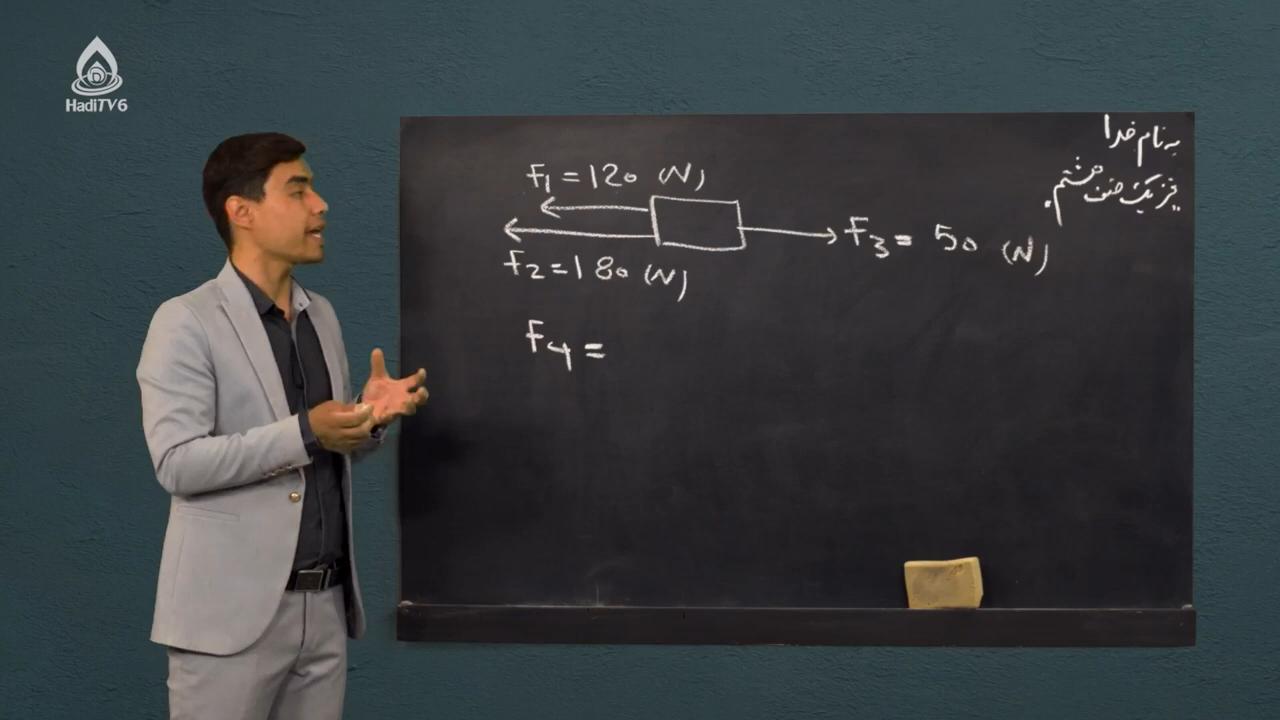 HadiTV6
به نام خدا
فزیک صنف هشتم.
F1 = 120 (N)
F3 = 50 (N)
F2 = 180 (N)
F4 =